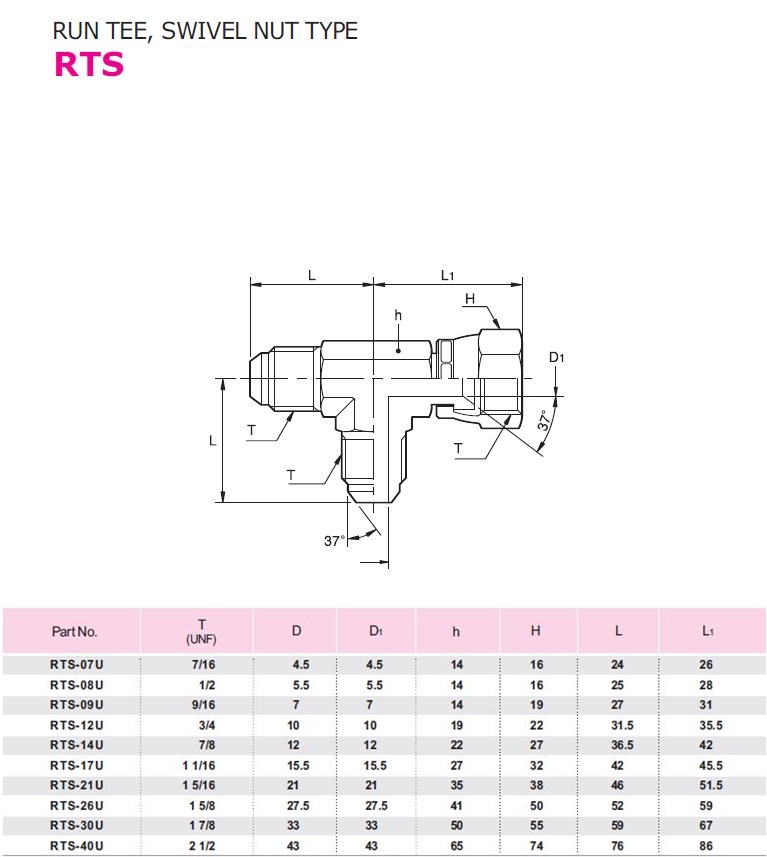 RUN TEE, SWIVEL NUT TYPE
RTS
L L1
H
h
D1
T
L
37°
T
T
37°
Part No. T (UNF) D D1 h H L L1
RTS-07U 7/16 4.5 4.5 14 16 24 26
RTS-08U 1/2 5.5 5.5 14 16 25 28
RTS-09U 9/16 7 7 14 19 27 31
RTS-12U 3/4 10 10 19 22 31.5 35.5
RTS-14U 7/8 12 12 22 27 36.5 42
RTS-17U 1 1/16 15.5 15.5 27 32 42 45.5
RTS-21U 1 5/16 21 21 35 38 46 51.5
RTS-26U 1 5/8 27.5 27.5 41 50 52 59
RTS-30U 1 7/8 33 33 50 55 59 67
RTS-40U 2 1/2 43 43 65 74 76 86